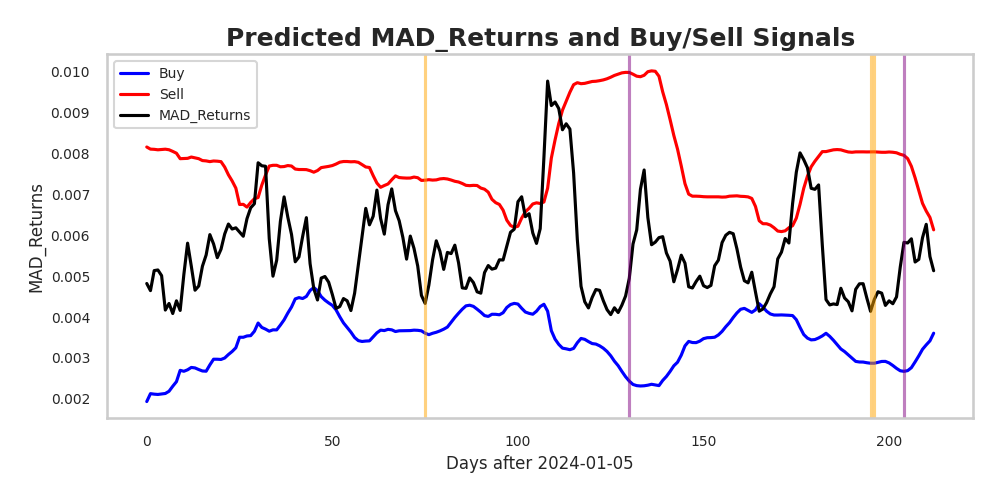 Predicted MAD_Returns and Buy/Sell Signals
Buy
Sell
MAD_Returns
0.010
0.009
0.008
0.007
0.006
0.005
0.004
0.003
0.002
MAD_Returns
0 50 100 150 200
Days after 2024-01-05